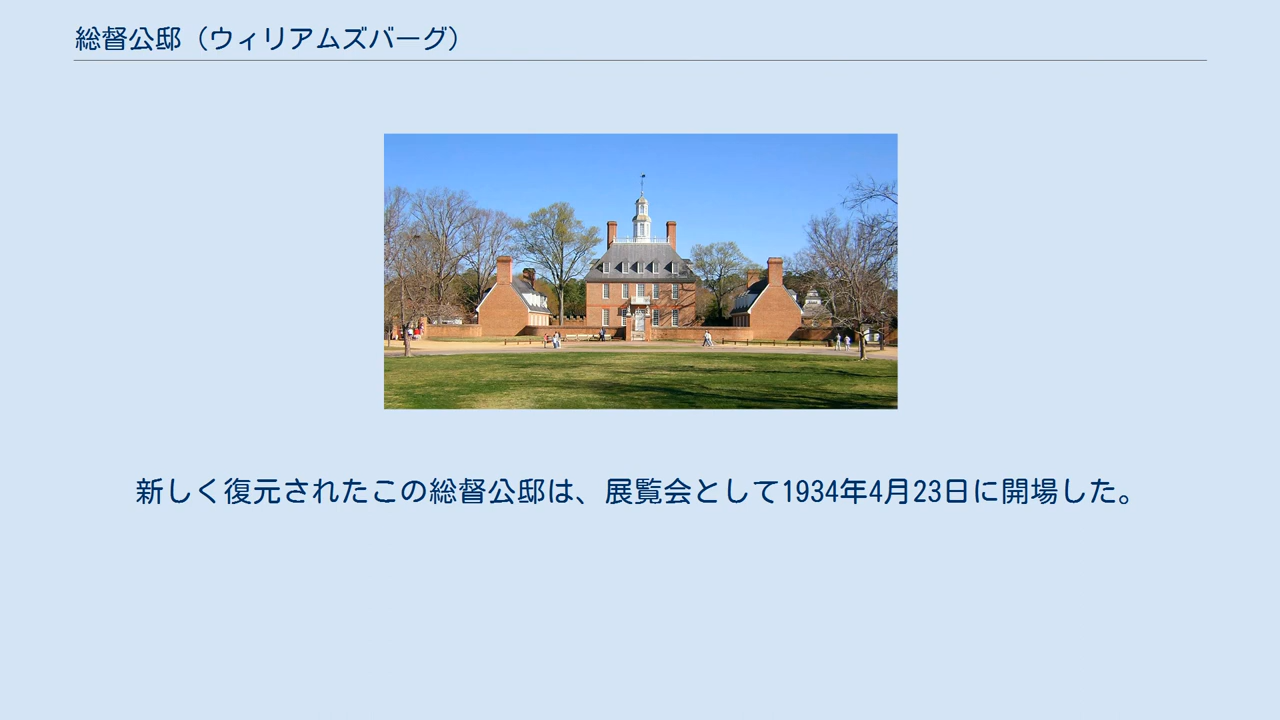 総督公邸（ウィリアムズバーグ）
新しく復元されたこの総督公邸は、展覧会として1934年4月23日に開場した。